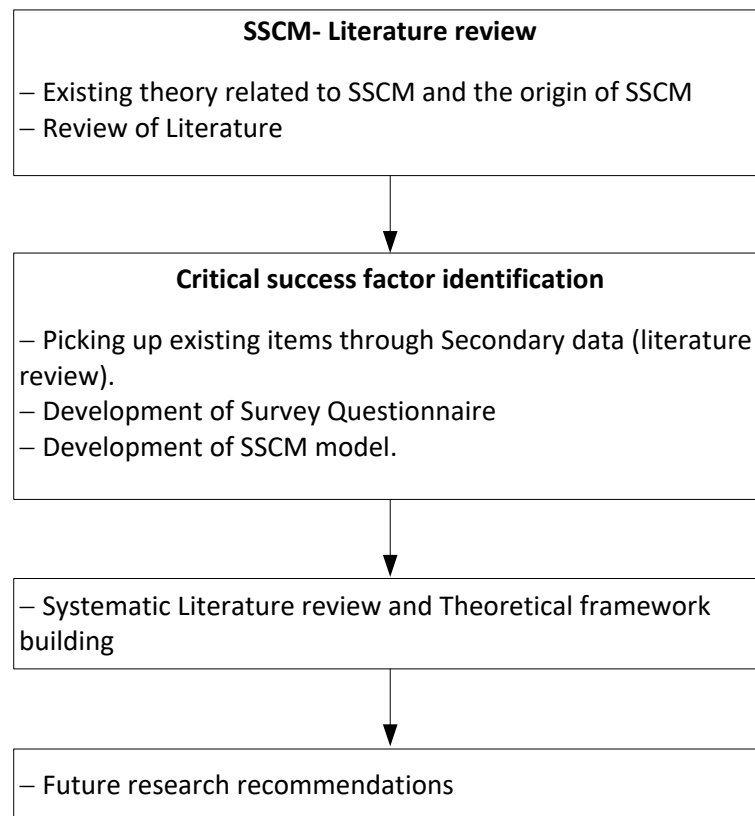 SSCM- Literature review
– Existing theory related to SSCM and the origin of SSCM
– Review of Literature
Critical success factor identification
– Picking up existing items through Secondary data (literature
review).
– Development of Survey Questionnaire
– Development of SSCM model.
– Systematic Literature review and Theoretical framework
building
– Future research recommendations